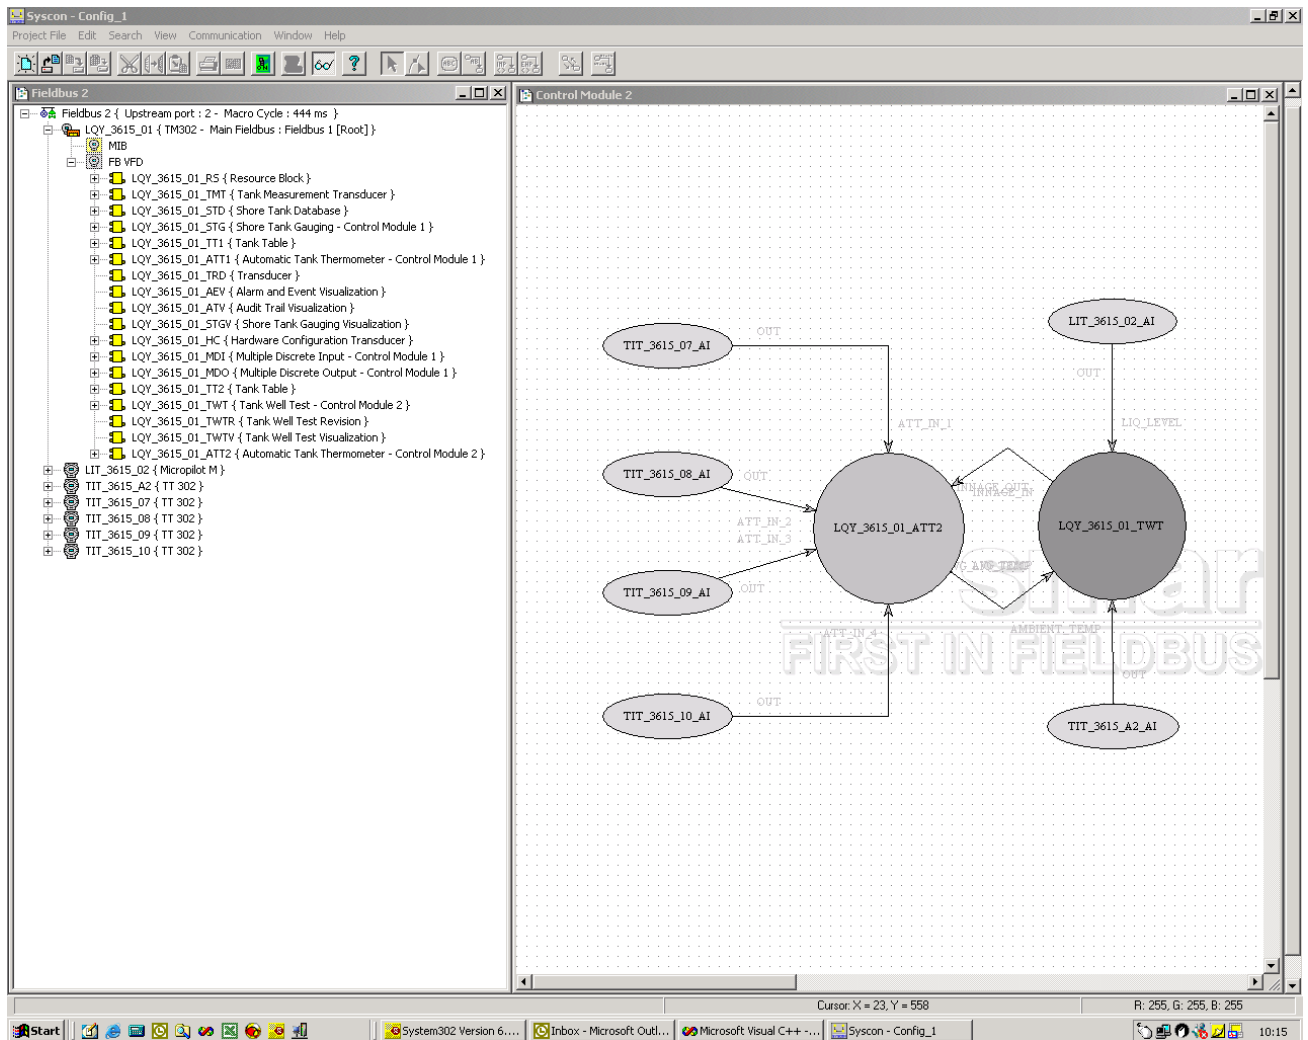 Syscon - Config_1
Project File Edit Search View Communication Window Help
Fieldbus 2
Fieldbus 2 { Upstream port : 2 - Macro Cycle : 444 ms }
LQY_3615_01 { TM302 - Main Fieldbus : Fieldbus 1 [Root] }
MIB
FB VFD
LQY_3615_01_RS { Resource Block }
LQY_3615_01_TMT { Tank Measurement Transducer }
LQY_3615_01_STD { Shore Tank Database }
LQY_3615_01_STG { Shore Tank Gauging - Control Module 1 }
LQY_3615_01_TT1 { Tank Table }
LQY_3615_01_ATT1 { Automatic Tank Thermometer - Control Module 1 }
LQY_3615_01_TRD { Transducer }
LQY_3615_01_AEV { Alarm and Event Visualization }
LQY_3615_01_ATV { Audit Trail Visualization }
LQY_3615_01_STGV { Shore Tank Gauging Visualization }
LQY_3615_01_HC { Hardware Configuration Transducer }
LQY_3615_01_MDI { Multiple Discrete Input - Control Module 1 }
LQY_3615_01_MDO { Multiple Discrete Output - Control Module 1 }
LQY_3615_01_TT2 { Tank Table }
LQY_3615_01_TWT { Tank Well Test - Control Module 2 }
LQY_3615_01_TWTR { Tank Well Test Revision }
LQY_3615_01_TWTV { Tank Well Test Visualization }
LQY_3615_01_ATT2 { Automatic Tank Thermometer - Control Module 2 }
LIT_3615_02 { Micropilot M }
TIT_3615_A2 { TT 302 }
TIT_3615_07 { TT 302 }
TIT_3615_08 { TT 302 }
TIT_3615_09 { TT 302 }
TIT_3615_10 { TT 302 }
Control Module 2
LIT_3615_02_AI
OUT
TIT_3615_07_AI
OUT
ATT_IN_1
LIQ_LEVEL
TIT_3615_08_AI
OUT
INNAGE_IN
ATT_IN_2
LQY_3615_01_ATT2
LQY_3615_01_TWT
ATT_IN_3
smar
TIT_3615_09_AI
OUT
ATT_IN_4
AMBIENT_TEMP
FIRST IN FIELDBUS
OUT
OUT
TIT_3615_10_AI
TIT_3615_A2_AI
Cursor: X = 23, Y = 558
R: 255, G: 255, B: 255
Start
System302 Version 6....
Inbox - Microsoft Outl...
Microsoft Visual C++ -...
Syscon - Config_1
10:15